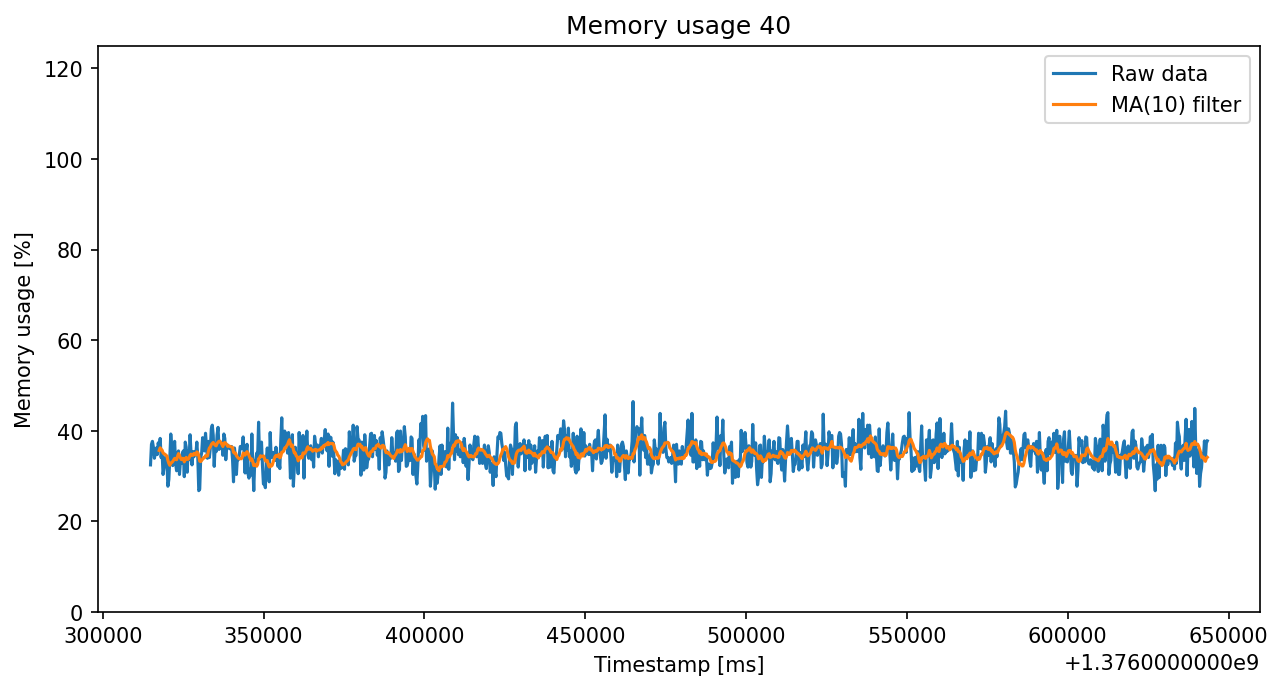 Memory usage 40
Raw data
MA(10) filter
Memory usage [%]
120
100
80
60
40
20
0
300000 350000 400000 450000 500000 550000 600000 650000
Timestamp [ms]
+1.3760000000e9